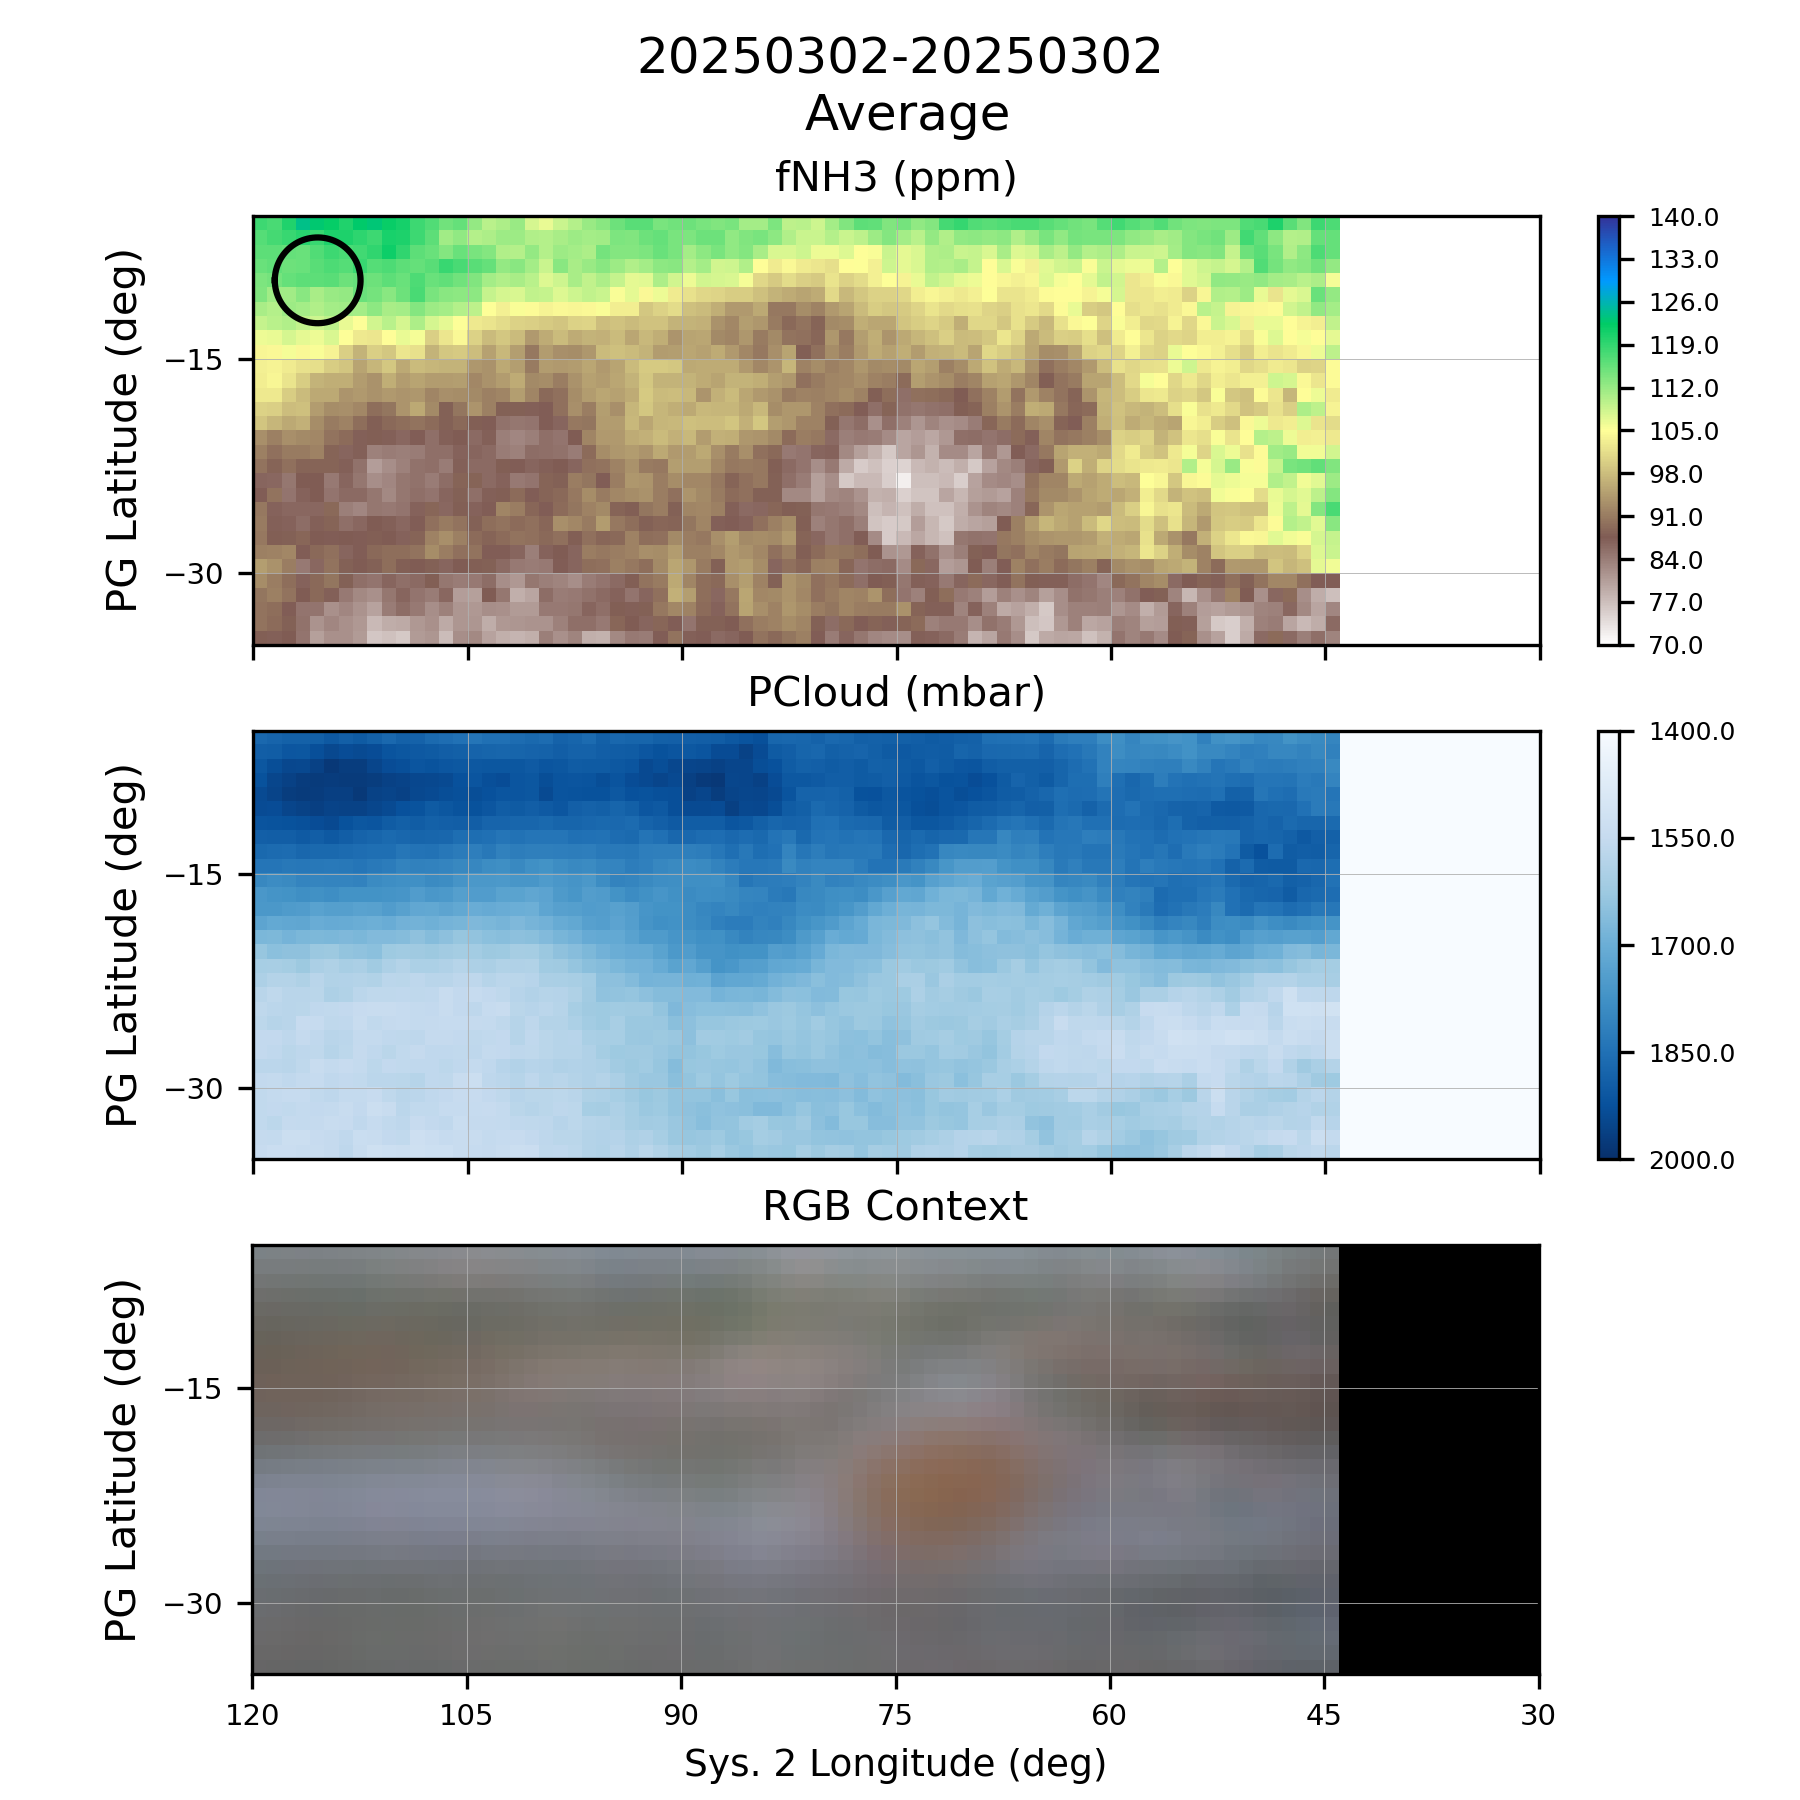 20250302-20250302
Average
fNH3 (ppm)
PG Latitude (deg)
−15
−30
140.0
133.0
126.0
119.0
112.0
105.0
98.0
91.0
84.0
77.0
70.0
PCloud (mbar)
PG Latitude (deg)
−15
−30
1400.0
1550.0
1700.0
1850.0
2000.0
RGB Context
PG Latitude (deg)
−15
−30
120 105 90 75 60 45 30
Sys. 2 Longitude (deg)